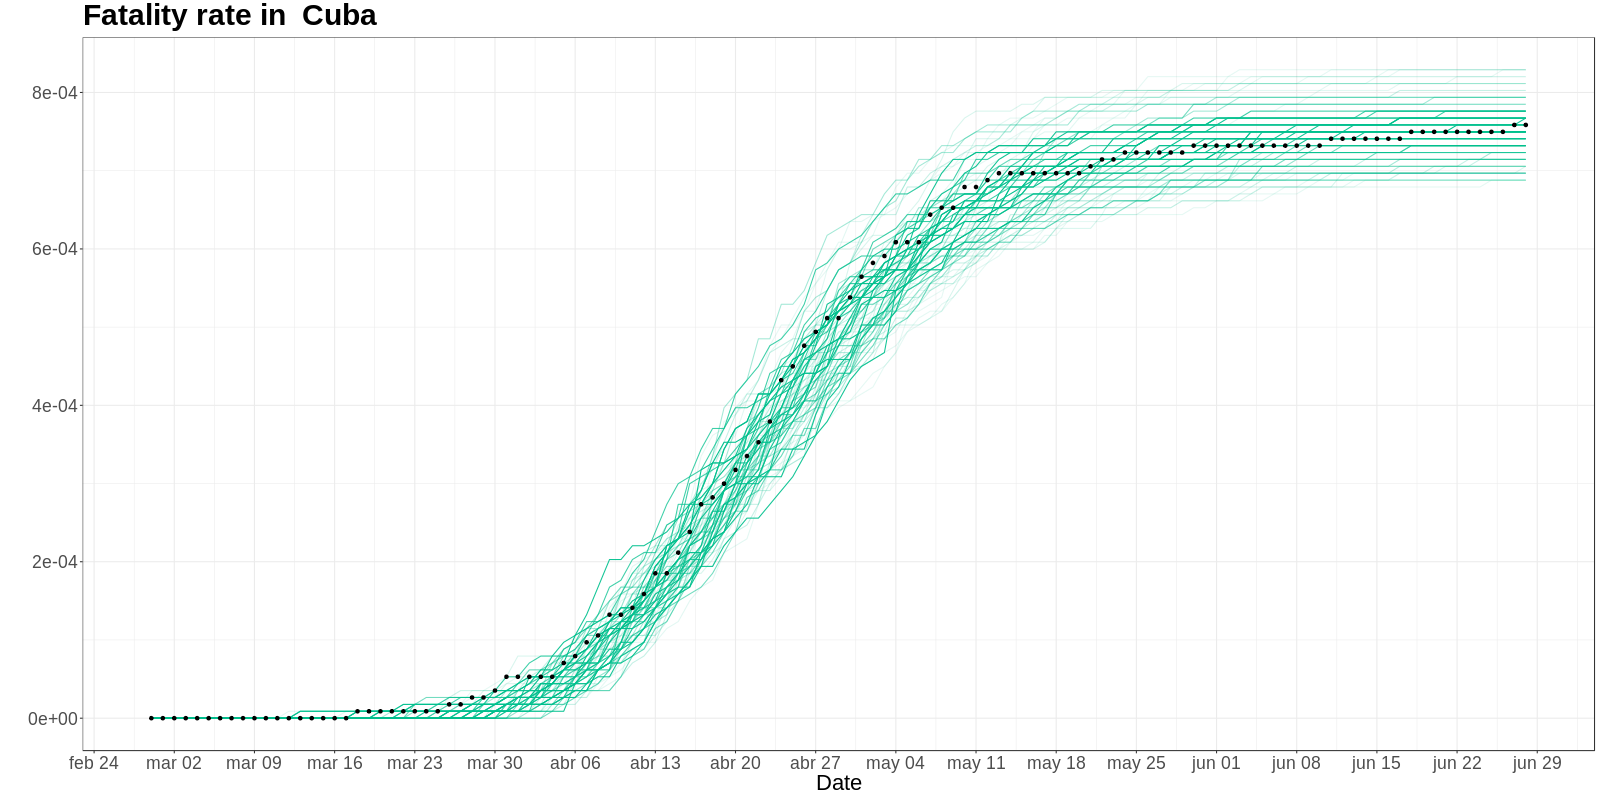 Fatality rate in  Cuba
8e-04
6e-04
4e-04
2e-04
0e+00
feb 24 mar 02 mar 09 mar 16 mar 23 mar 30 abr 06 abr 13 abr 20 abr 27 may 04 may 11 may 18 may 25 jun 01 jun 08 jun 15 jun 22 jun 29
Date